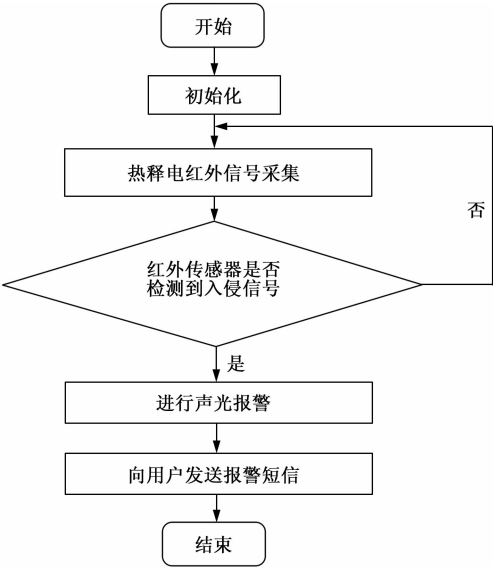 开始
初始化
热释电红外信号采集
否
红外传感器是否
检测到入侵信号
是
进行声光报警
向用户发送报警短信
结束